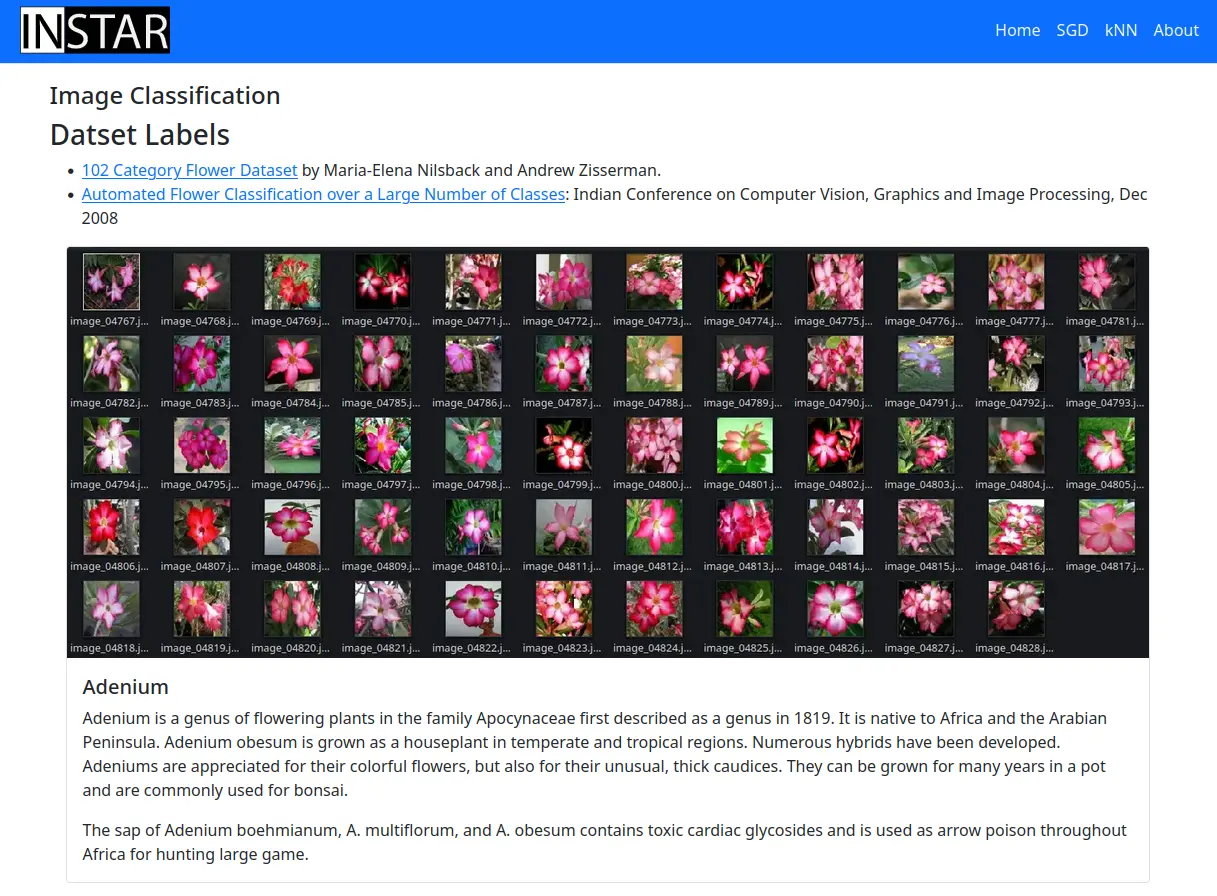 INSTAR
Home SGD kNN About
Image Classification
Datset Labels
102 Category Flower Dataset by Maria-Elena Nilsback and Andrew Zisserman.
Automated Flower Classification over a Large Number of Classes: Indian Conference on Computer Vision, Graphics and Image Processing, Dec
2008
image_04767.j... image_04768.j... image_04769.j... image_04770.j... image_04771.j... image_04772.j... image_04773.j... image_04774.j... image_04775.j... image_04776.j... image_04777.j... image_04781.j...
image_04782.j... image_04783.j... image_04784.j... image_04785.j... image_04786.j... image_04787.j... image_04788.j... image_04789.j... image_04790.j... image_04791.j... image_04792.j... image_04793.j...
image_04794.j... image_04795.j... image_04796.j... image_04797.j... image_04798.j... image_04799.j... image_04800.j... image_04801.j... image_04802.j... image_04803.j... image_04804.j... image_04805.j...
image_04806.j... image_04807.j... image_04808.j... image_04809.j... image_04810.j... image_04811.j... image_04812.j... image_04813.j... image_04814.j... image_04815.j... image_04816.j... image_04817.j...
image_04818.j... image_04819.j... image_04820.j... image_04821.j... image_04822.j... image_04823.j... image_04824.j... image_04825.j... image_04826.j... image_04827.j... image_04828.j...
Adenium
Adenium is a genus of flowering plants in the family Apocynaceae first described as a genus in 1819. It is native to Africa and the Arabian
Peninsula. Adenium obesum is grown as a houseplant in temperate and tropical regions. Numerous hybrids have been developed.
Adeniums are appreciated for their colorful flowers, but also for their unusual, thick caudices. They can be grown for many years in a pot
and are commonly used for bonsai.
The sap of Adenium boehmianum, A. multiflorum, and A. obesum contains toxic cardiac glycosides and is used as arrow poison throughout
Africa for hunting large game.